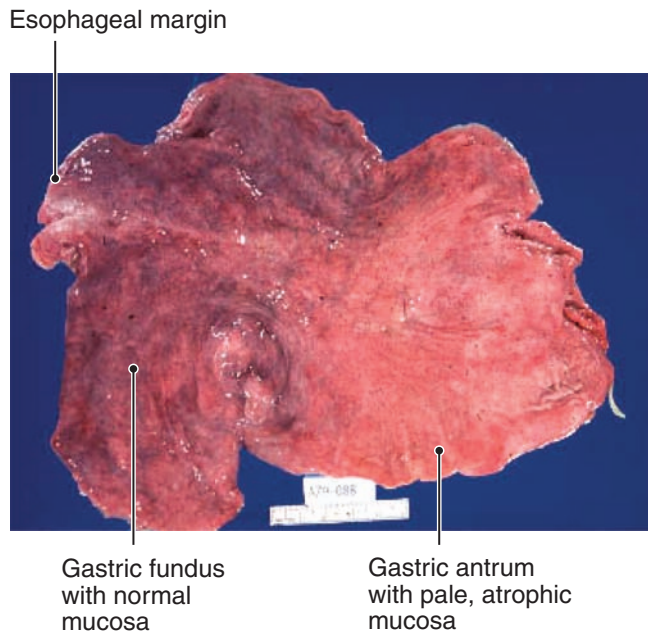 Esophageal margin
Gastric fundus
with normal
mucosa
Gastric antrum
with pale, atrophic
mucosa